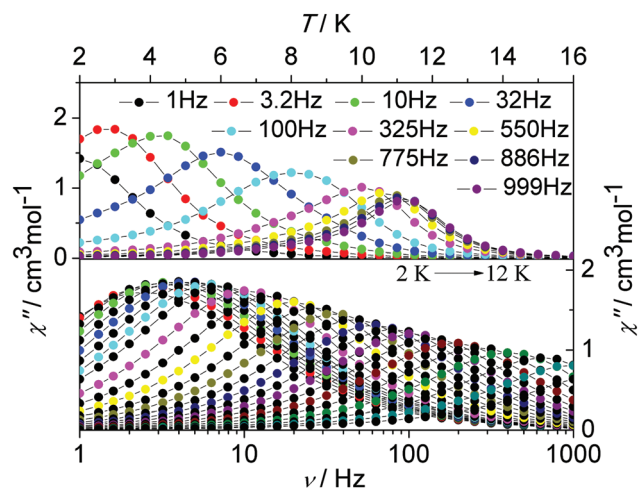 T / K
2 4 6 8 10 12 14 16
1Hz 3.2Hz 10Hz 32Hz
100Hz 325Hz 550Hz
775Hz 886Hz
999Hz
2
1
0
χ″/ cm³mol⁻¹
2 K → 12 K
2
1
0
χ″/ cm³mol⁻¹
1 10 100 1000
ν / Hz